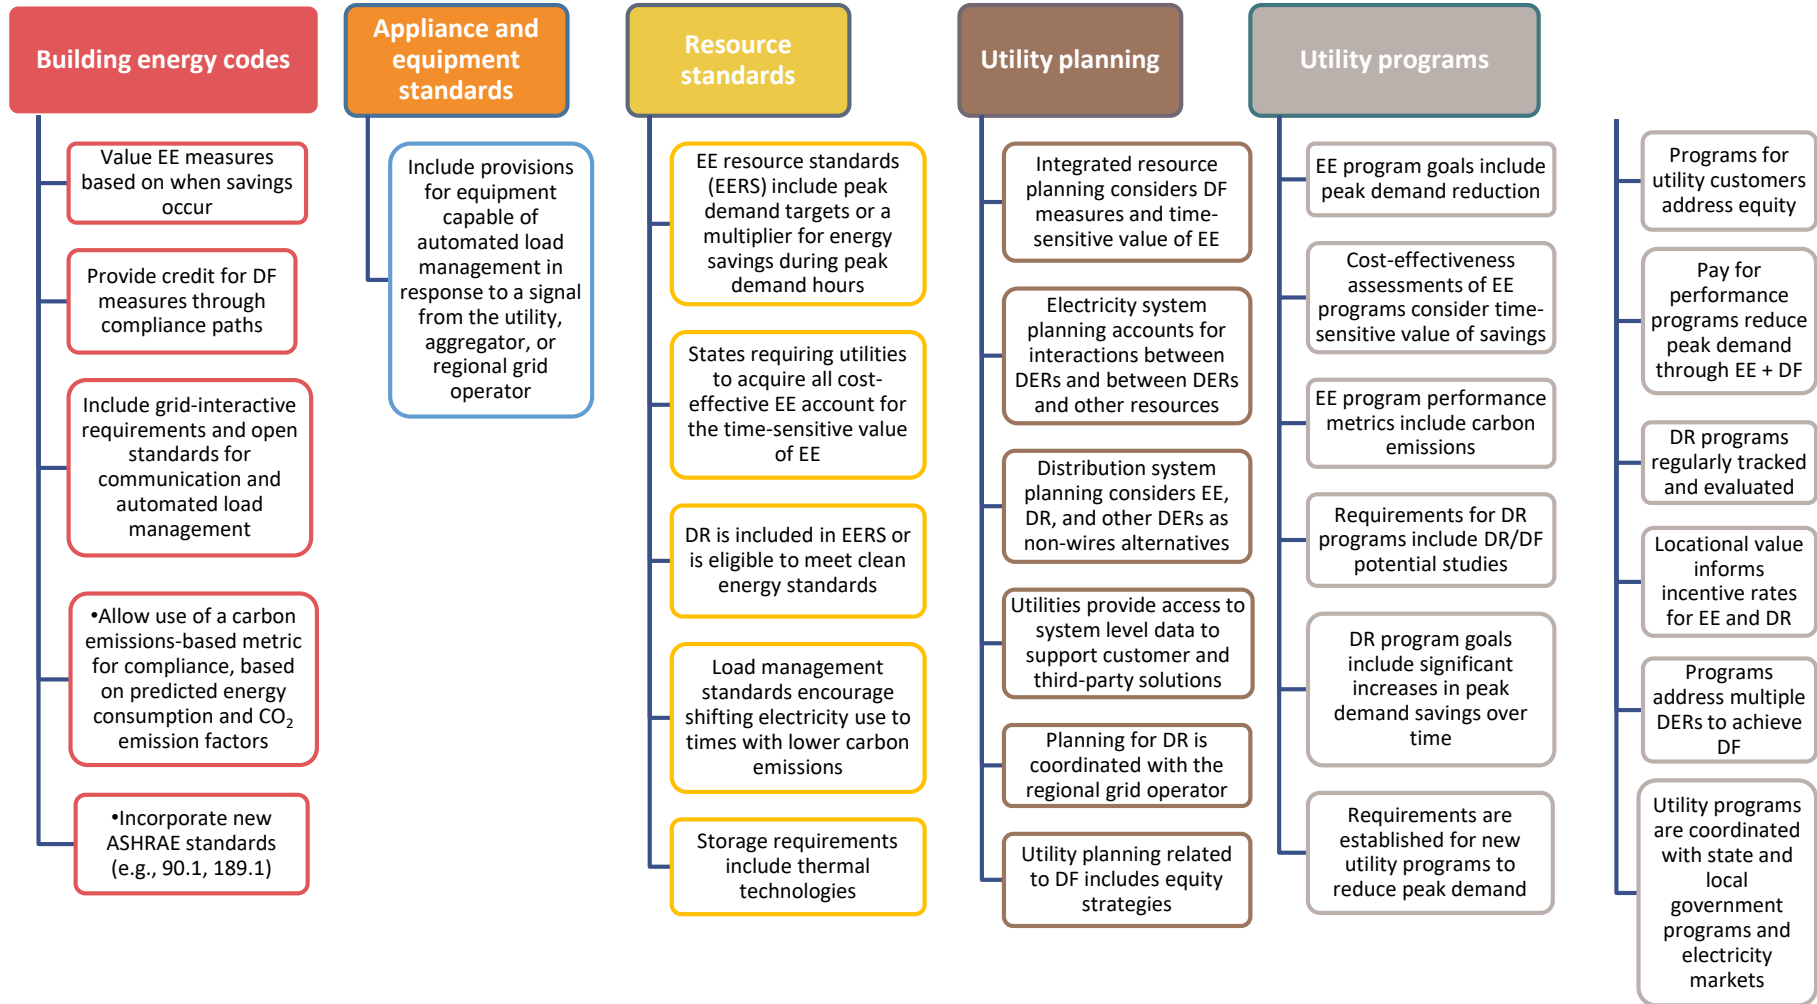 Building energy codes
Value EE measures
based on when savings
occur
Provide credit for DF
measures through
compliance paths
Include grid-interactive
requirements and open
standards for
communication and
automated load
management
•Allow use of a carbon
emissions-based metric
for compliance, based
on predicted energy
consumption and CO₂
emission factors
•Incorporate new
ASHRAE standards
(e.g., 90.1, 189.1)
Appliance and
equipment
standards
Include provisions
for equipment
capable of
automated load
management in
response to a signal
from the utility,
aggregator, or
regional grid
operator
Resource
standards
EE resource standards
(EERS) include peak
demand targets or a
multiplier for energy
savings during peak
demand hours
States requiring utilities
to acquire all cost-
effective EE account for
the time-sensitive value
of EE
DR is included in EERS or
is eligible to meet clean
energy standards
Load management
standards encourage
shifting electricity use to
times with lower carbon
emissions
Storage requirements
include thermal
technologies
Utility planning
Integrated resource
planning considers DF
measures and time-
sensitive value of EE
Electricity system
planning accounts for
interactions between
DERs and between DERs
and other resources
Distribution system
planning considers EE,
DR, and other DERs as
non-wires alternatives
Utilities provide access to
system level data to
support customer and
third-party solutions
Planning for DR is
coordinated with the
regional grid operator
Utility planning related
to DF includes equity
strategies
Utility programs
EE program goals include
peak demand reduction
Cost-effectiveness
assessments of EE
programs consider time-
sensitive value of savings
EE program performance
metrics include carbon
emissions
Requirements for DR
programs include DR/DF
potential studies
DR program goals
include significant
increases in peak
demand savings over
time
Requirements are
established for new
utility programs to
reduce peak demand
Programs for
utility customers
address equity
Pay for
performance
programs reduce
peak demand
through EE + DF
DR programs
regularly tracked
and evaluated
Locational value
informs
incentive rates
for EE and DR
Programs
address multiple
DERs to achieve
DF
Utility programs
are coordinated
with state and
local
government
programs and
electricity
markets